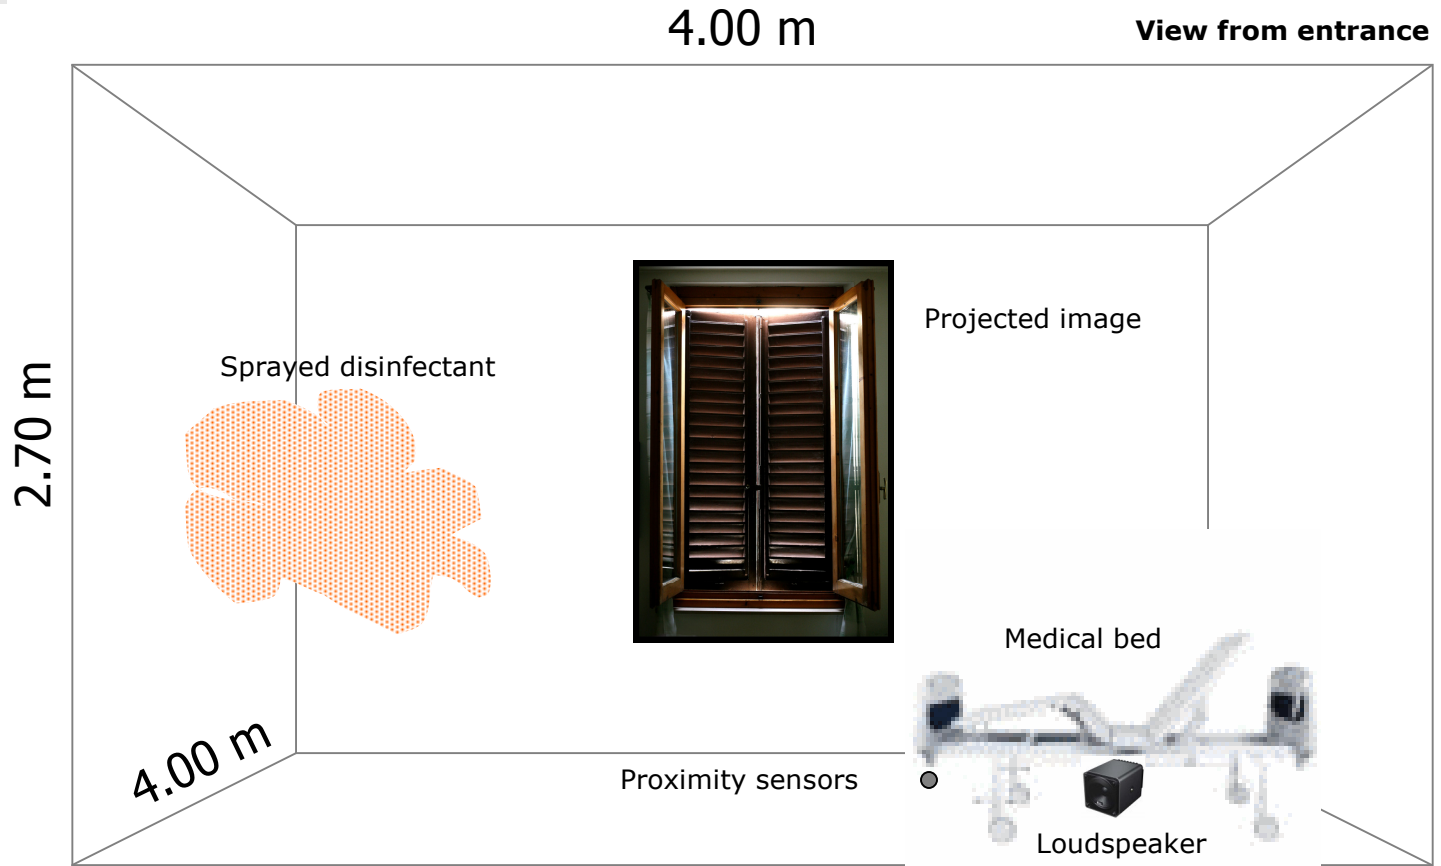 4.00 m
View from entrance
Projected image
Sprayed disinfectant
2.70 m
Medical bed
4.00 m
Proximity sensors
Loudspeaker